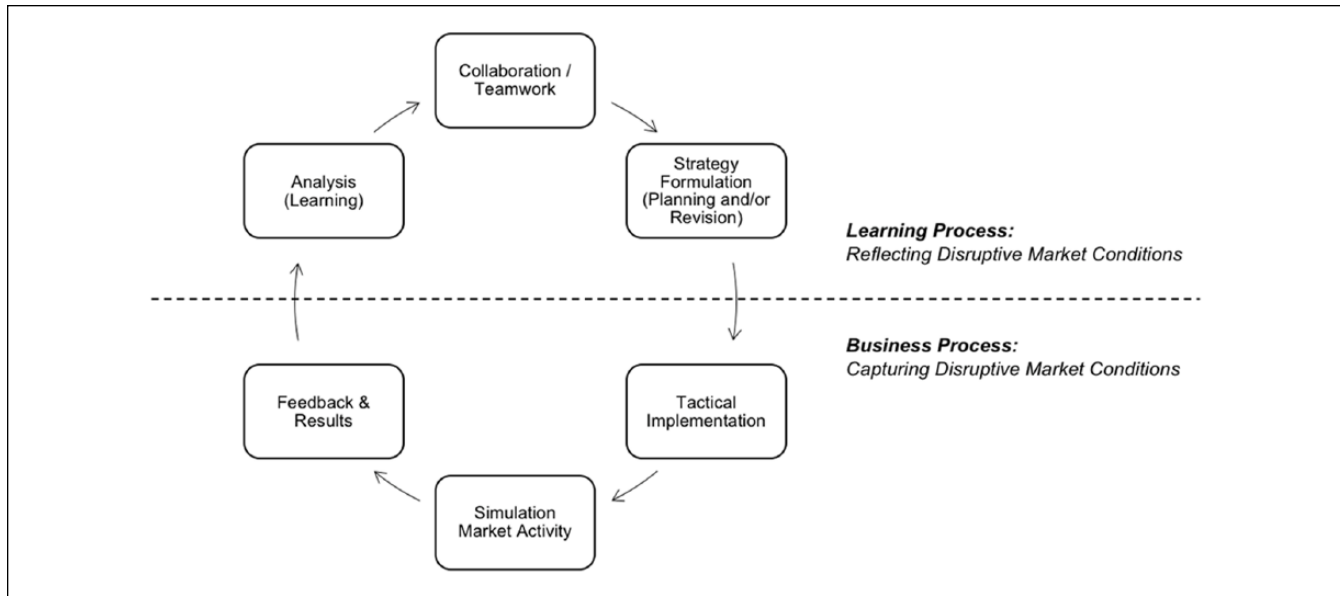 Collaboration /
Teamwork
Analysis
(Learning)
Strategy
Formulation
(Planning and/or
Revision)
Learning Process:
Reflecting Disruptive Market Conditions
Business Process:
Capturing Disruptive Market Conditions
Feedback &
Results
Tactical
Implementation
Simulation
Market Activity